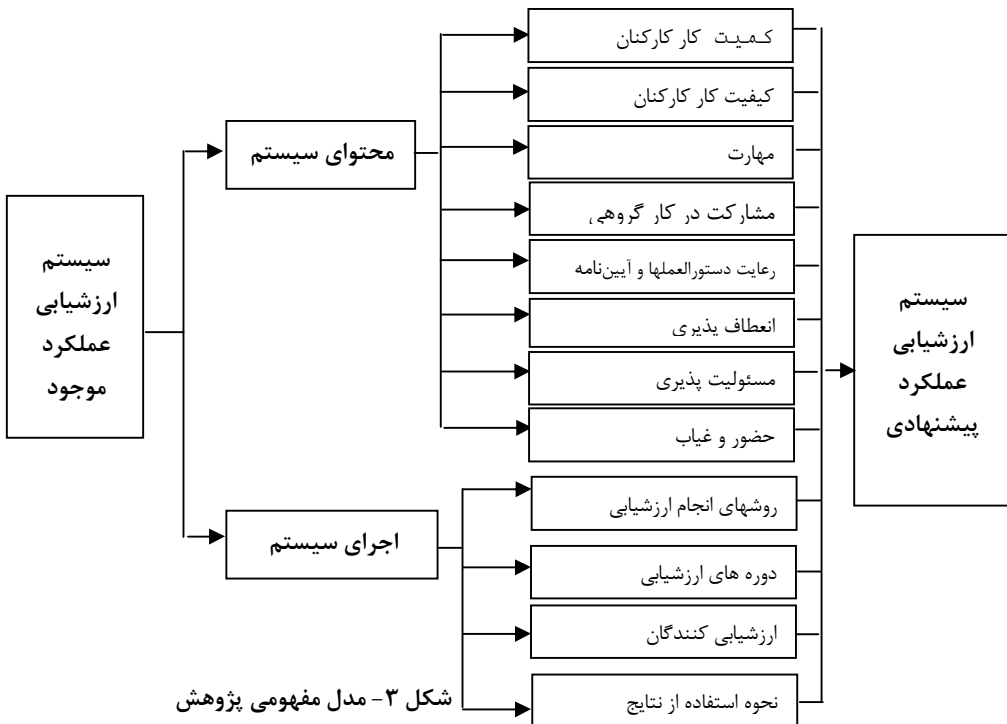 سیستم
ارزشیابی
عملکرد
موجود
محتوای سیستم
اجرای سیستم
کـمـیـت کار کارکنان
کیفیت کار کارکنان
مهارت
مشارکت در کار گروهی
رعایت دستورالعملها و آیین‌نامه
انعطاف پذیری
مسئولیت پذیری
حضور و غیاب
روشهای انجام ارزشیابی
دوره های ارزشیابی
ارزشیابی کنندگان
نحوه استفاده از نتایج
سیستم
ارزشیابی
عملکرد
پیشنهادی
شکل ۳- مدل مفهومی پژوهش